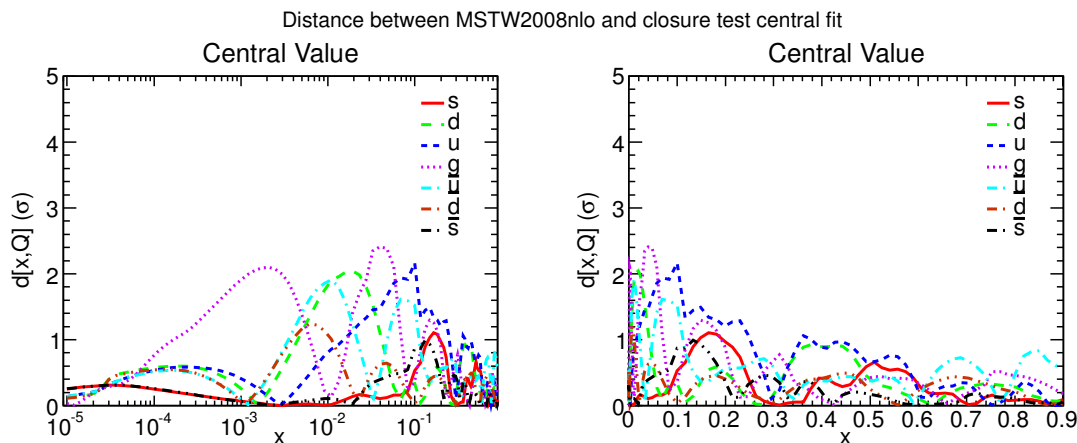 Distance between MSTW2008nlo and closure test central fit
Central Value
d[x,Q] (σ)
5
4
3
2
1
0
s
d
u
g
u̅
d̅
s̅
10⁻⁵ 10⁻⁴ 10⁻³ 10⁻² 10⁻¹
x
Central Value
d[x,Q] (σ)
5
4
3
2
1
0
s
d
u
g
u̅
d̅
s̅
0 0.1 0.2 0.3 0.4 0.5 0.6 0.7 0.8 0.9
x